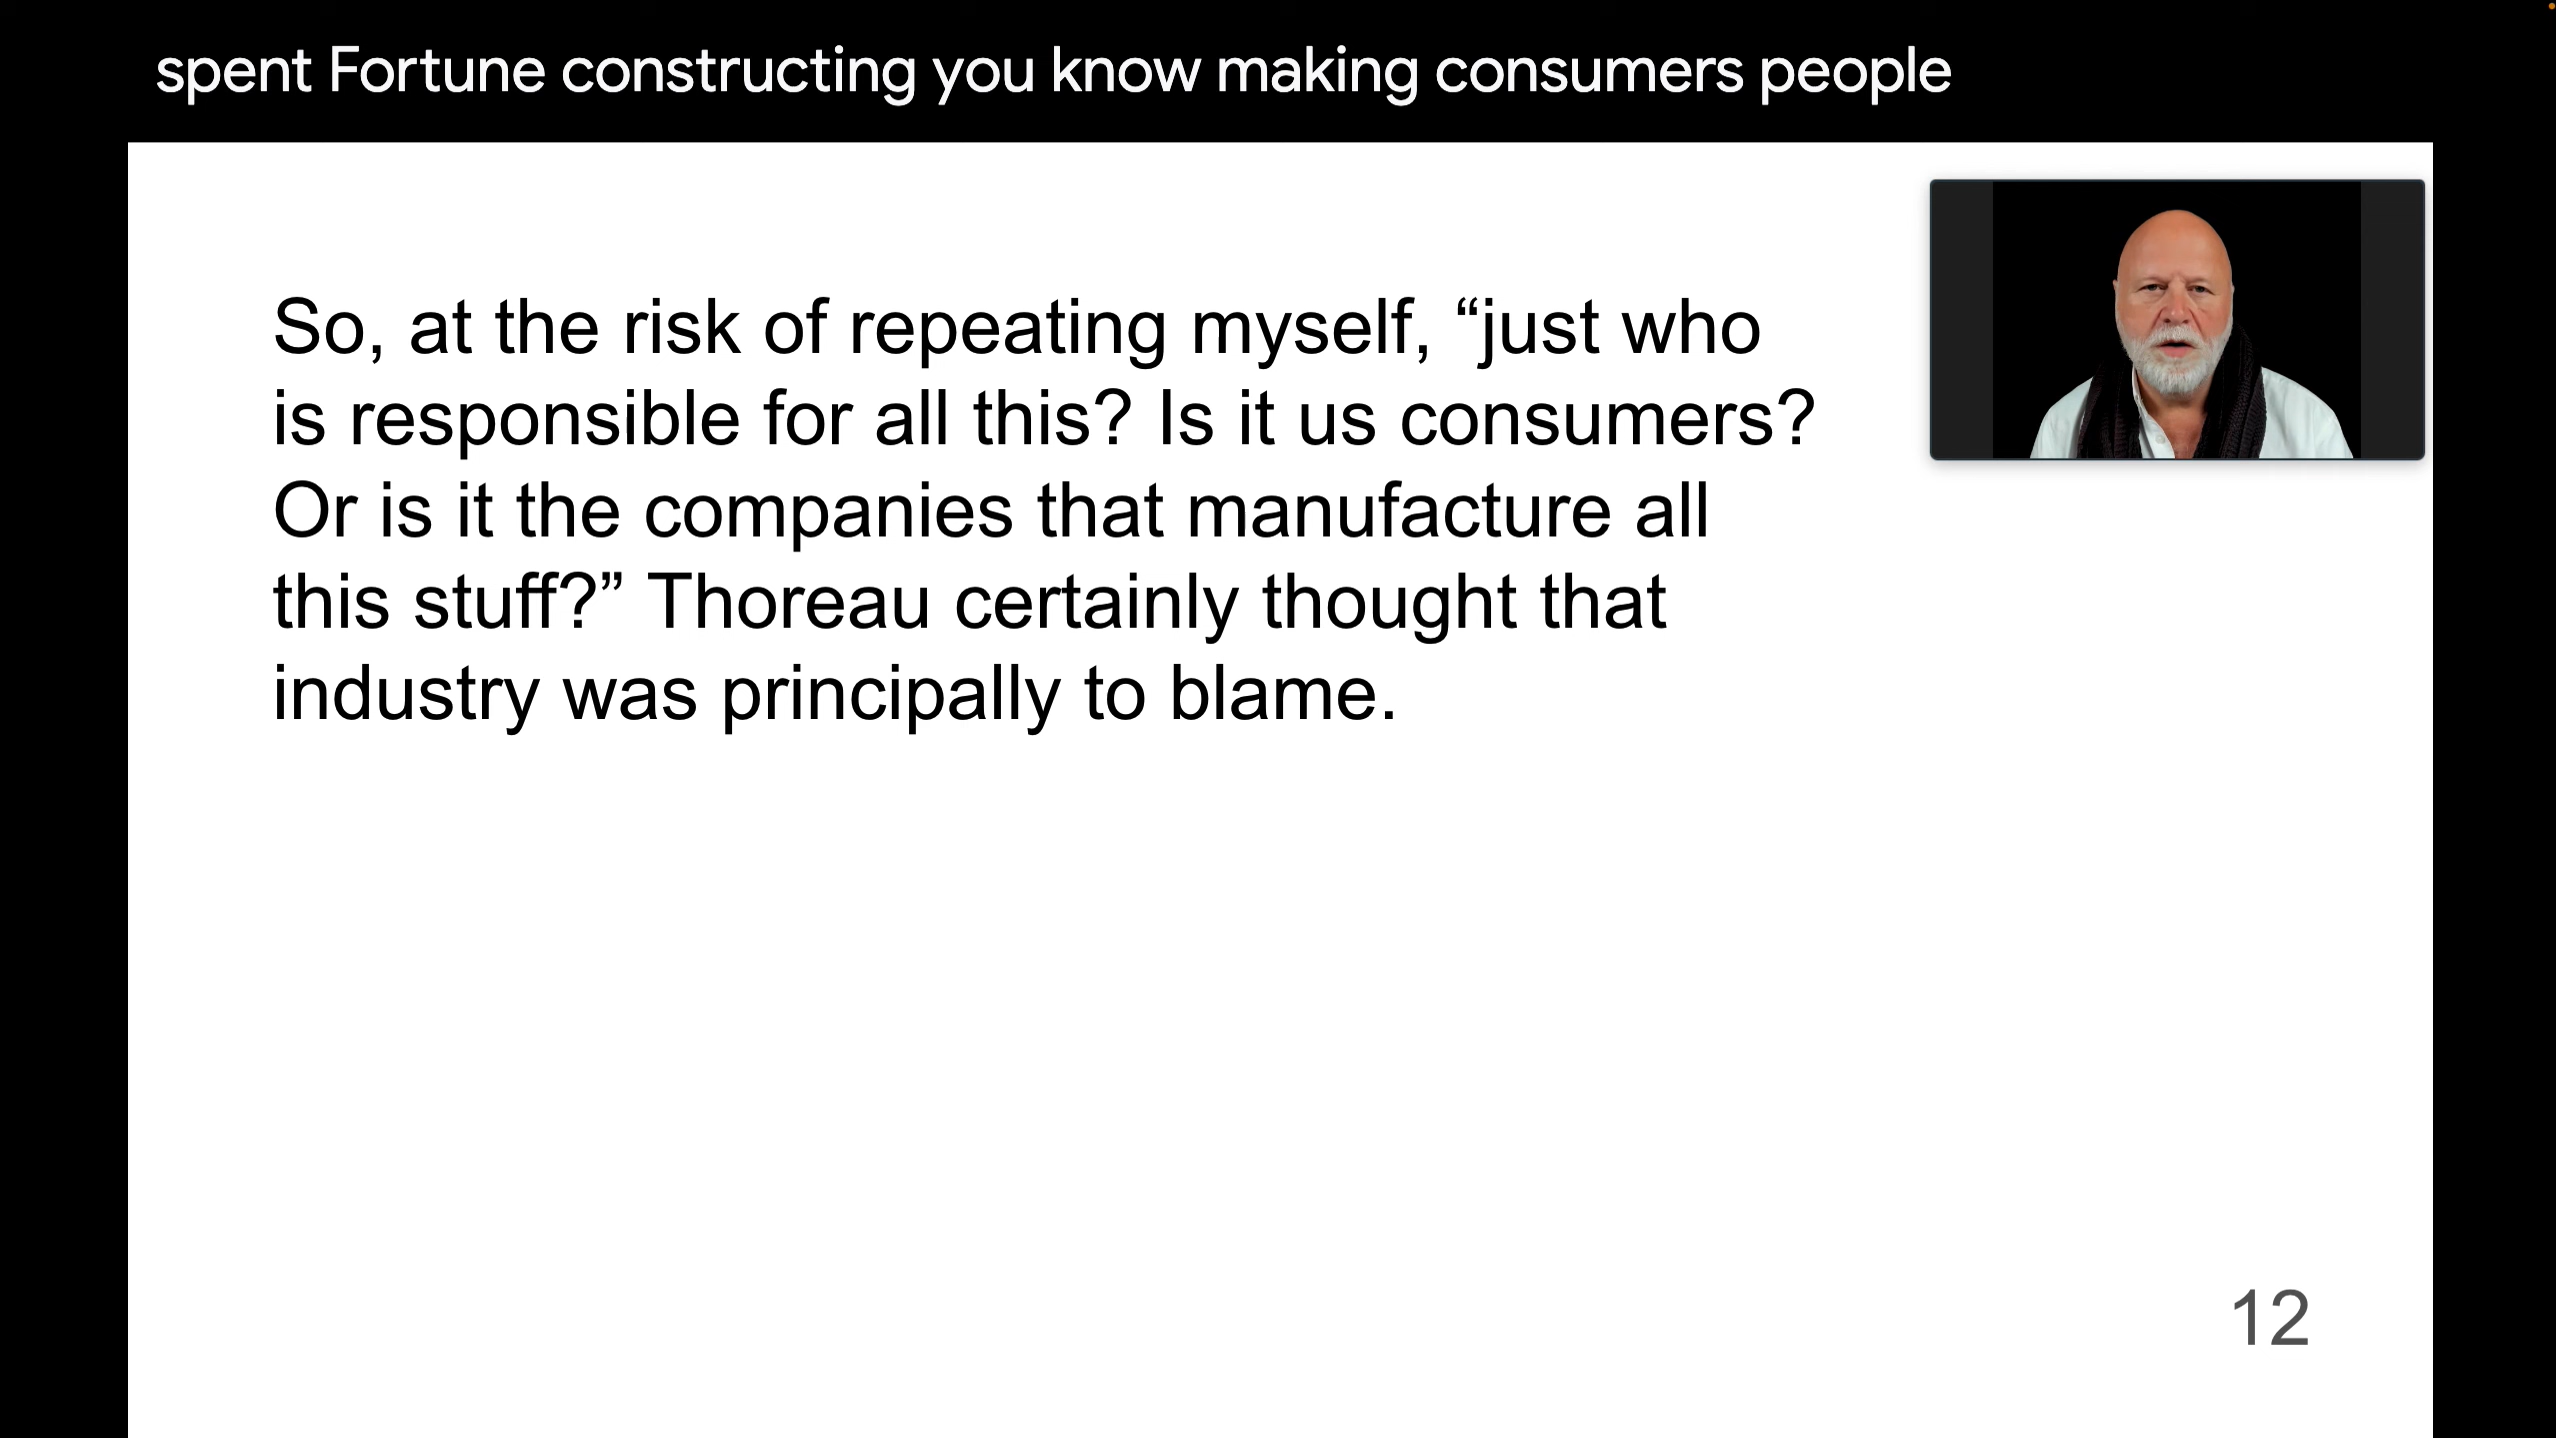 spent Fortune constructing you know making consumers people
So, at the risk of repeating myself, “just who
is responsible for all this? Is it us consumers?
Or is it the companies that manufacture all
this stuff?” Thoreau certainly thought that
industry was principally to blame.
12